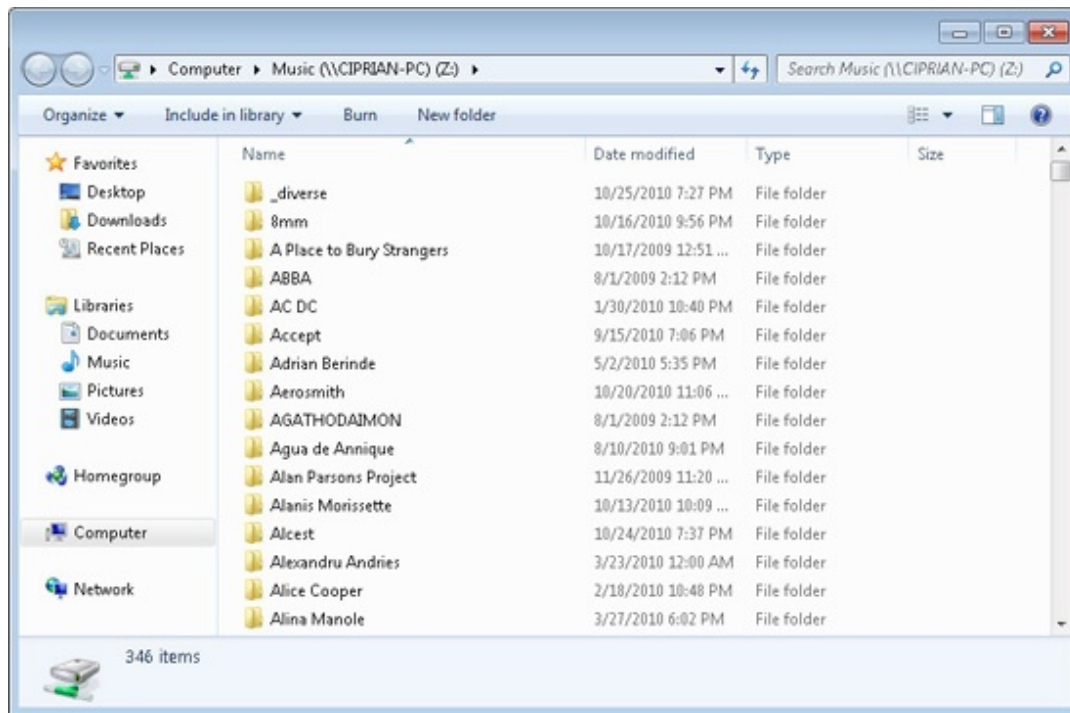 Computer Music (\\CIPRIAN-PC) (Z:) Search Music (\\CIPRIAN-PC) (Z:)
Organize Include in library Burn New folder
Favorites
Desktop
Downloads
Recent Places
Libraries
Documents
Music
Pictures
Videos
Homegroup
Computer
Network
Name Date modified Type Size
_diverse 10/25/2010 7:27 PM File folder
8mm 10/16/2010 9:56 PM File folder
A Place to Bury Strangers 10/17/2009 12:51 ... File folder
ABBA 8/1/2009 2:12 PM File folder
AC DC 1/30/2010 10:40 PM File folder
Accept 9/15/2010 7:06 PM File folder
Adrian Berinde 5/2/2010 5:35 PM File folder
Aerosmith 10/20/2010 11:06 ... File folder
AGATHODAIMON 8/1/2009 2:12 PM File folder
Agua de Annique 8/10/2010 9:01 PM File folder
Alan Parsons Project 11/26/2009 11:20 ... File folder
Alanis Morissette 10/13/2010 10:09 ... File folder
Alcest 10/24/2010 7:37 PM File folder
Alexandru Andries 3/23/2010 12:00 AM File folder
Alice Cooper 2/18/2010 10:48 PM File folder
Alina Manole 3/27/2010 6:02 PM File folder
346 items